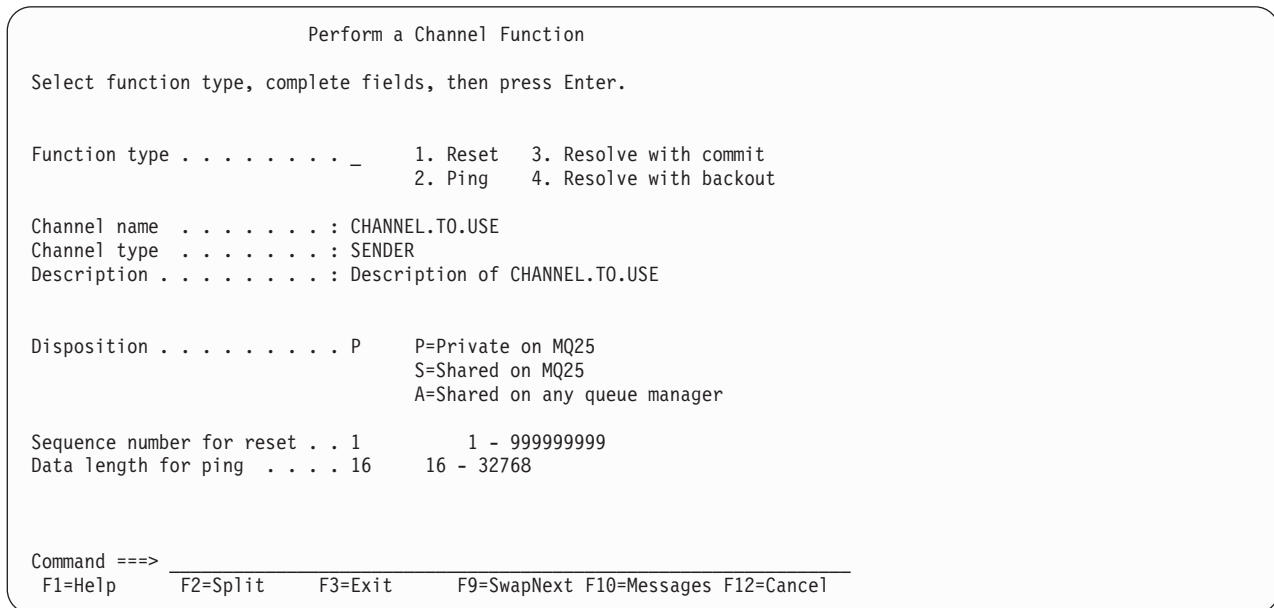 Perform a Channel Function
Select function type, complete fields, then press Enter.
Function type . . . . . . . . _ 1. Reset 3. Resolve with commit
2. Ping 4. Resolve with backout
Channel name . . . . . . . : CHANNEL.TO.USE
Channel type . . . . . . . : SENDER
Description . . . . . . . . : Description of CHANNEL.TO.USE
Disposition . . . . . . . . . P P=Private on MQ25
S=Shared on MQ25
A=Shared on any queue manager
Sequence number for reset . . 1 1 - 999999999
Data length for ping . . . . 16 16 - 32768
Command ===> ____________________________________________________________
F1=Help F2=Split F3=Exit F9=SwapNext F10=Messages F12=Cancel